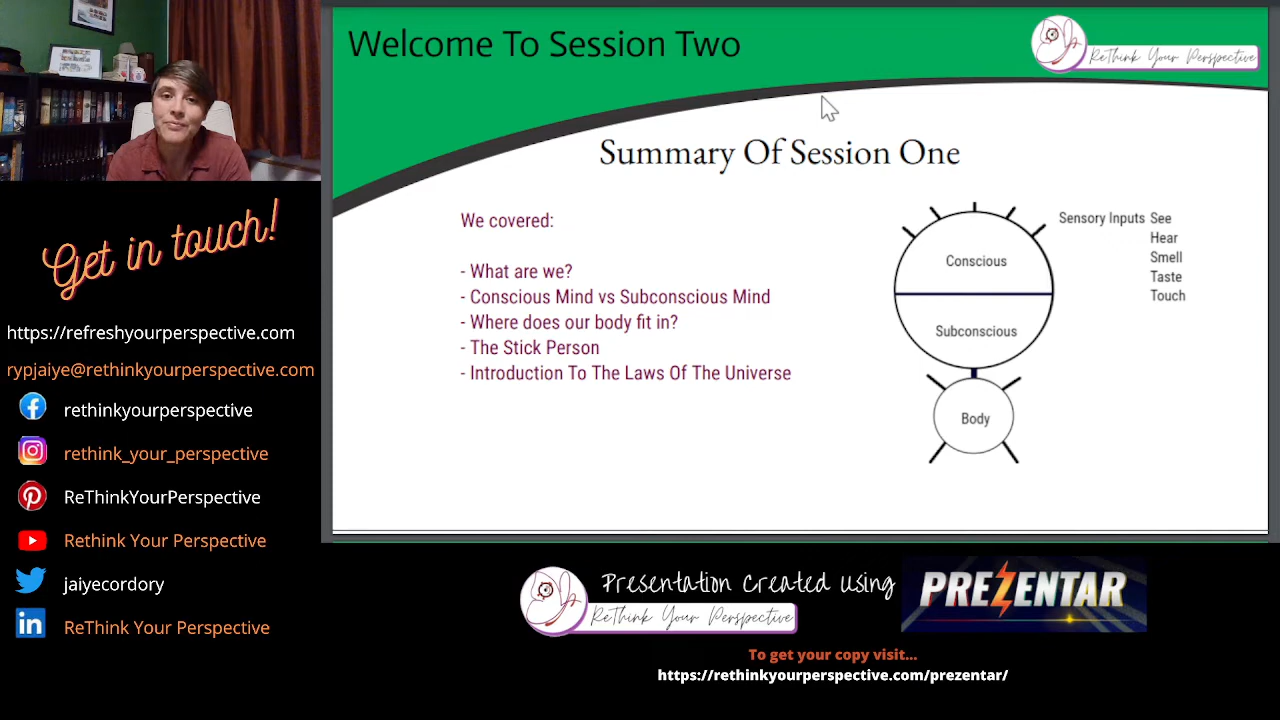 Welcome To Session Two
ReThink Your Perspective
Summary Of Session One
We covered:
- What are we?
- Conscious Mind vs Subconscious Mind
- Where does our body fit in?
- The Stick Person
- Introduction To The Laws Of The Universe
Sensory Inputs See
Hear
Smell
Taste
Touch
Conscious
Subconscious
Body
Get in touch!
https://refreshyourperspective.com
rypjaiye@rethinkyourperspective.com
rethinkyourperspective
rethink_your_perspective
ReThinkYourPerspective
Rethink Your Perspective
jaiyecordory
ReThink Your Perspective
Presentation Created Using
ReThink Your Perspective
PREZENTAR
To get your copy visit...
https://rethinkyourperspective.com/prezentar/